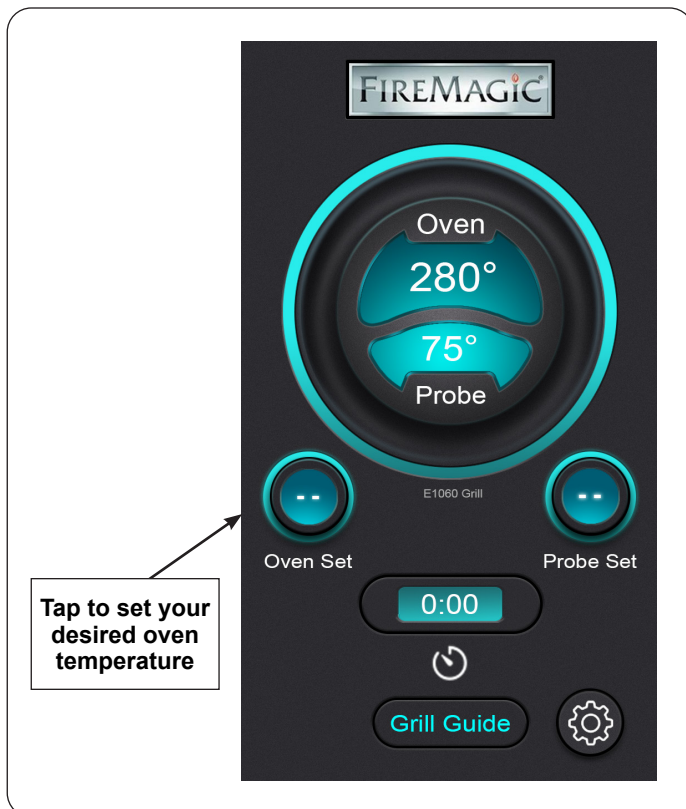 FIREMAGIC
Oven
280°
75°
Probe
E1060 Grill
--
--
Oven Set
Probe Set
Tap to set your
desired oven
temperature
0:00
Grill Guide